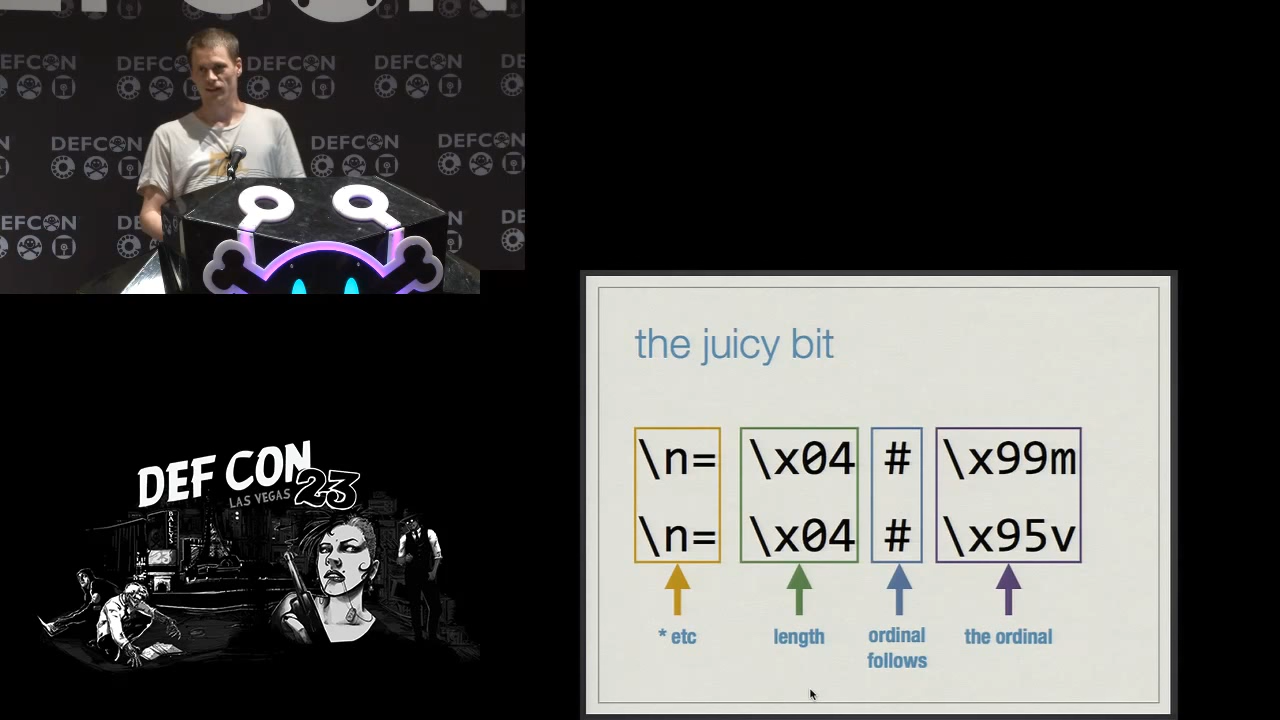 DEFCON
DEFCON DEFCON DEFCON
DEFCON DEFCON DEFCON
DEF CON
23
LAS VEGAS
BALLYS
the juicy bit
\n= \x04 # \x99m
\n= \x04 # \x95v
* etc length ordinal follows the ordinal